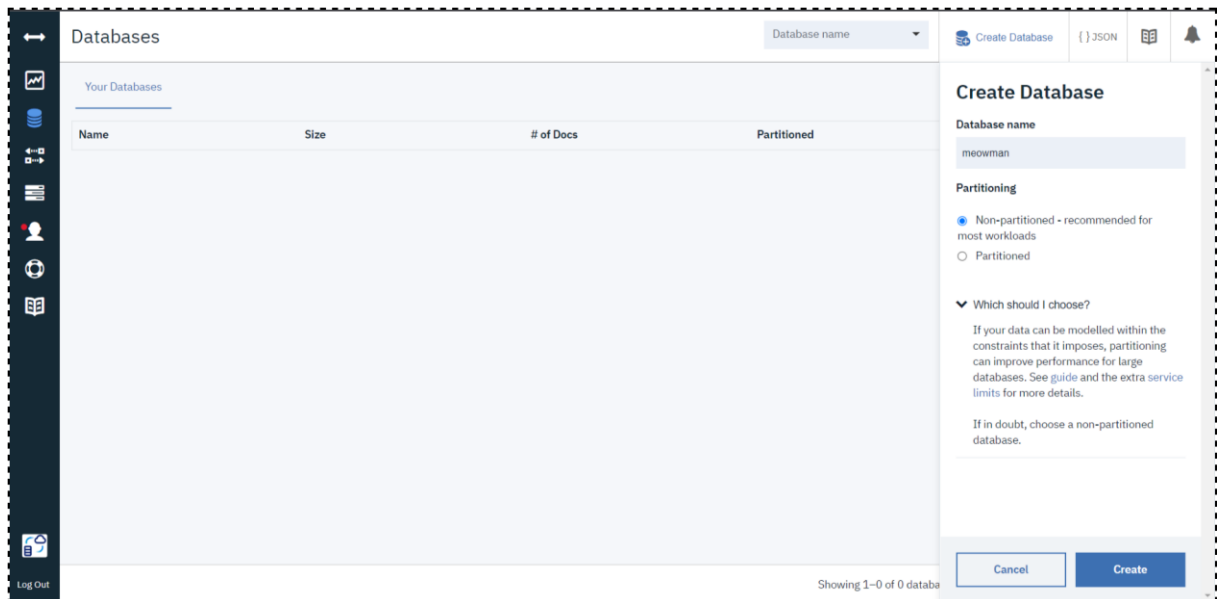 Databases
Database name
Create Database
{ } JSON
Your Databases
Name Size # of Docs Partitioned
Create Database
Database name
meowman
Partitioning
Non-partitioned - recommended for
most workloads
Partitioned
Which should I choose?
If your data can be modelled within the
constraints that it imposes, partitioning
can improve performance for large
databases. See guide and the extra service
limits for more details.
If in doubt, choose a non-partitioned
database.
Cancel
Create
Log Out
Showing 1–0 of 0 databa